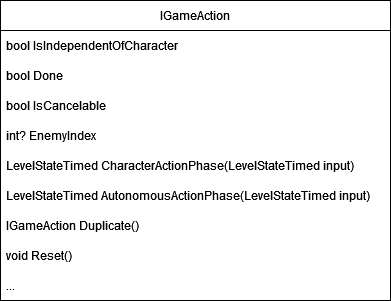 IGameAction
bool IsIndependentOfCharacter
bool Done
bool IsCancelable
int? EnemyIndex
LevelStateTimed CharacterActionPhase(LevelStateTimed input)
LevelStateTimed AutonomousActionPhase(LevelStateTimed input)
IGameAction Duplicate()
void Reset()
...